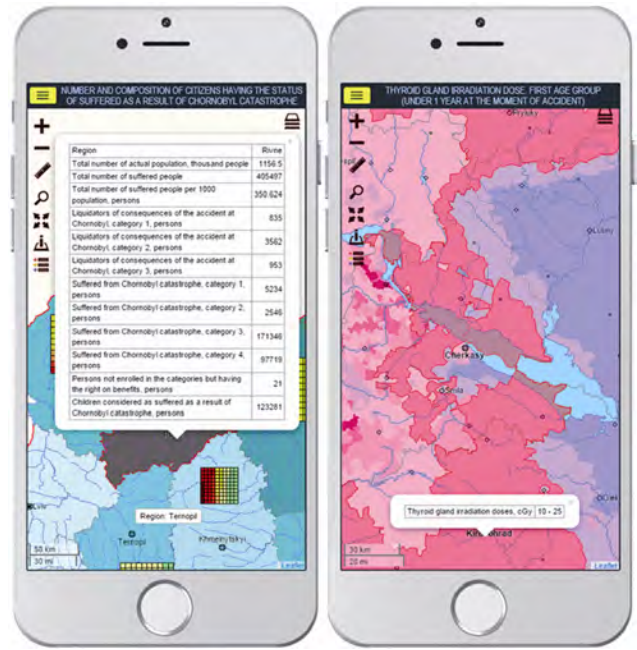 NUMBER AND COMPOSITION OF CITIZENS HAVING THE STATUS
OF SUFFERED AS A RESULT OF CHORNOBYL CATASTROPHE
Region Rivne
Total number of actual population, thousand people 1156.5
Total number of suffered people 405497
Total number of suffered people per 1000
population, persons 350.624
Liquidators of consequences of the accident at
Chornobyl, category 1, persons 835
Liquidators of consequences of the accident at
Chornobyl, category 2, persons 3562
Liquidators of consequences of the accident at
Chornobyl, category 3, persons 953
Suffered from Chornobyl catastrophe, category 1,
persons 5234
Suffered from Chornobyl catastrophe, category 2,
persons 2546
Suffered from Chornobyl catastrophe, category 3,
persons 171346
Suffered from Chornobyl catastrophe, category 4,
persons 97719
Persons not enrolled in the categories but having
the right on benefits, persons 21
Children considered as suffered as a result of
Chornobyl catastrophe, persons 123281
Lviv
Region: Ternopil
Ternopil
Khmelnytskyi
50 km
30 mi
Leaflet
THYROID GLAND IRRADIATION DOSE. FIRST AGE GROUP
(UNDER 1 YEAR AT THE MOMENT OF ACCIDENT)
Cherkasy
Smila
Thyroid gland irradiation doses, cGy 10 - 25
30 km
20 mi
Leaflet